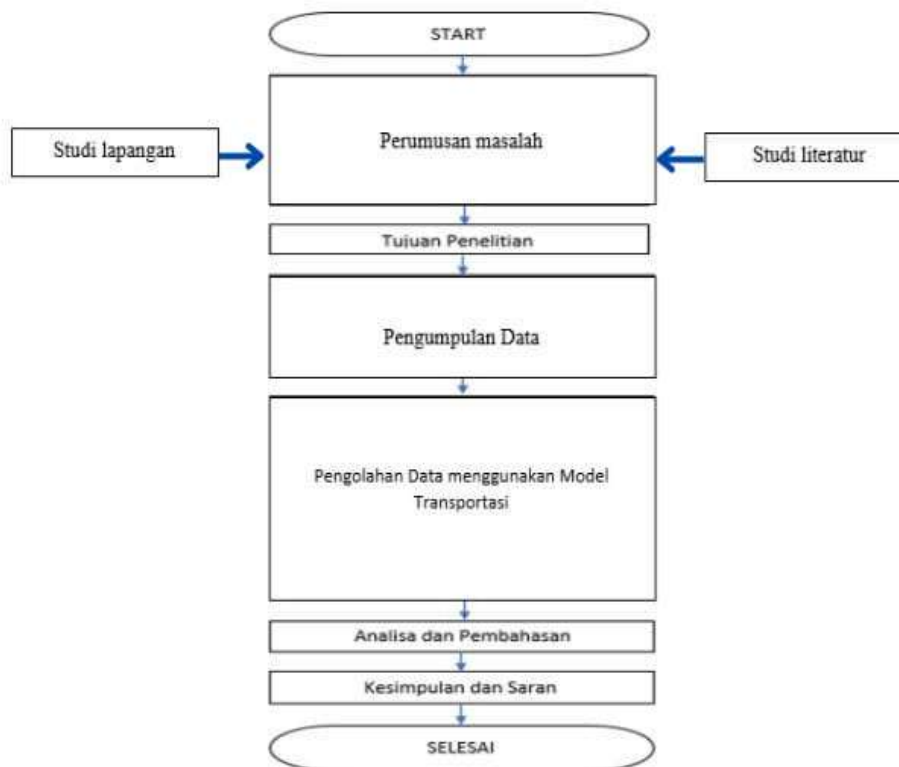 START
Perumusan masalah
Studi lapangan
Studi literatur
Tujuan Penelitian
Pengumpulan Data
Pengolahan Data menggunakan Model
Transportasi
Analisa dan Pembahasan
Kesimpulan dan Saran
SELESAI